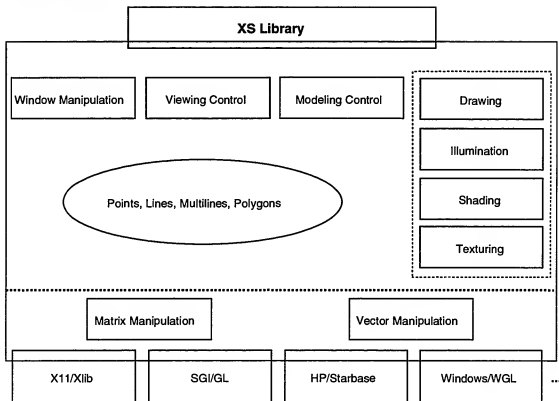 XS Library
Window Manipulation
Viewing Control
Modeling Control
Drawing
Illumination
Shading
Texturing
Points, Lines, Multilines, Polygons
Matrix Manipulation
Vector Manipulation
X11/Xlib
SGI/GL
HP/Starbase
Windows/WGL
...